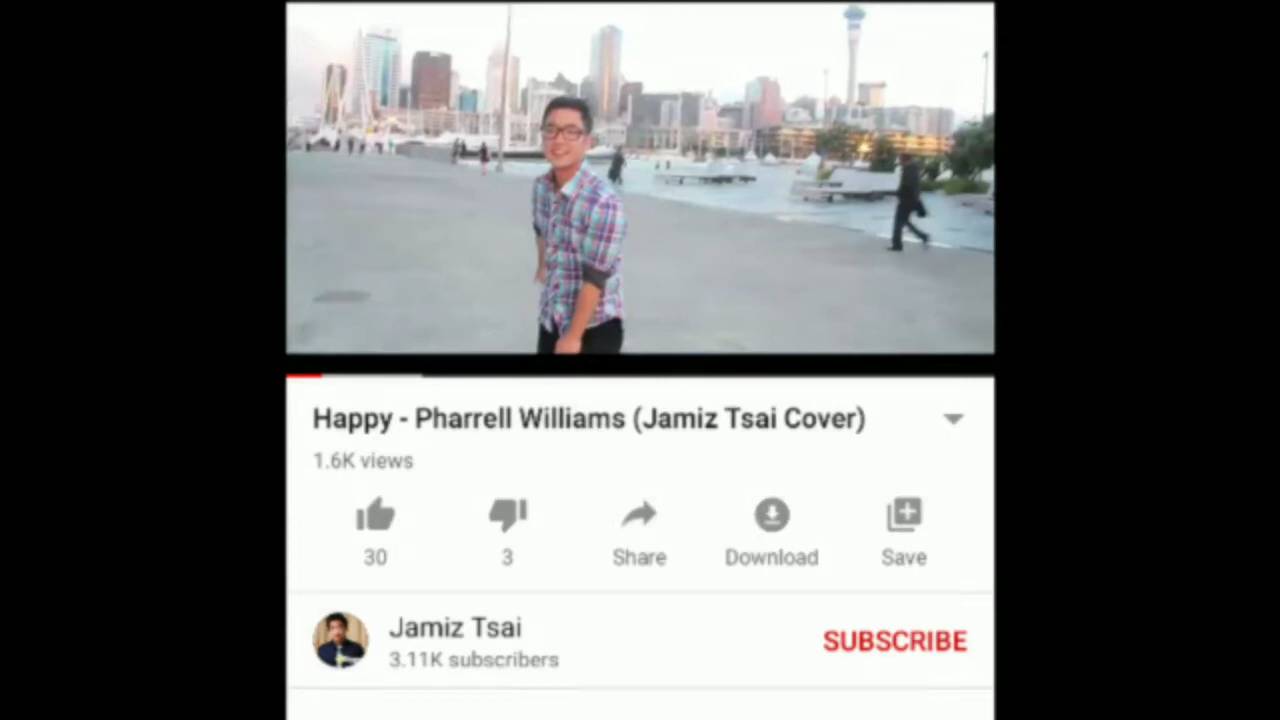 Happy - Pharrell Williams (Jamiz Tsai Cover)
1.6K views
30
3
Share
Download
Save
Jamiz Tsai
3.11K subscribers
SUBSCRIBE